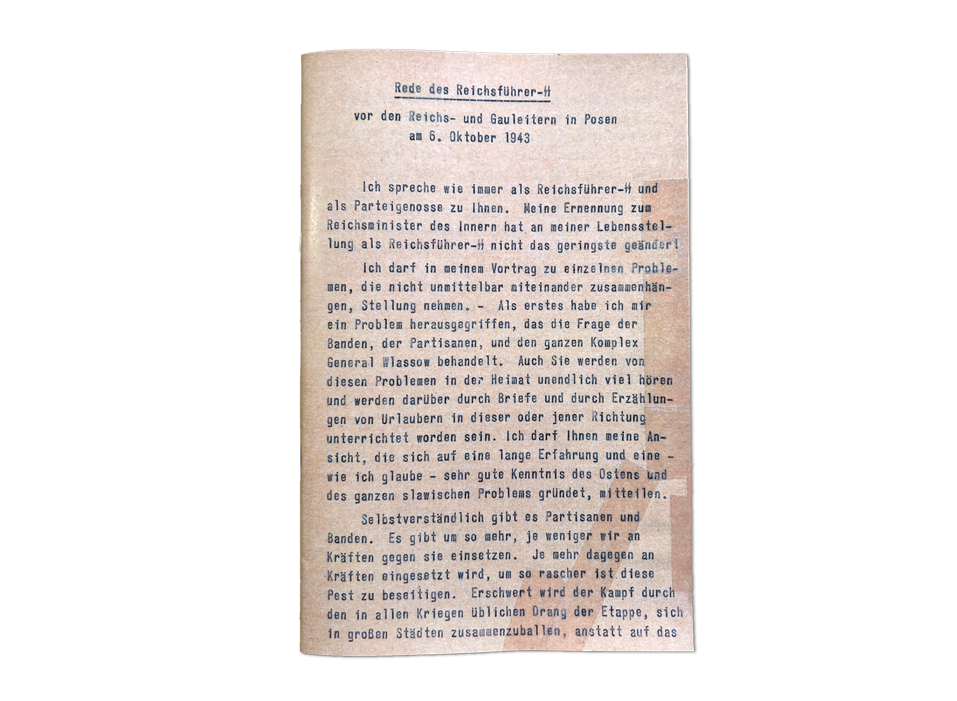 Rede des Reichsführer-ᛋᛋ
vor den Reichs- und Gauleitern in Posen
am 6. Oktober 1943
Ich spreche wie immer als Reichsführer-ᛋᛋ und
als Parteigenosse zu Ihnen. Meine Ernennung zum
Reichsminister des Innern hat an meiner Lebensstel-
lung als Reichsführer-ᛋᛋ nicht das geringste geändert
Ich darf in meinem Vortrag zu einzelnen Proble-
men, die nicht unmittelbar miteinander zusammenhän-
gen, Stellung nehmen. - Als erstes habe ich mir
ein Problem herausgegriffen, das die Frage der
Banden, der Partisanen, und den ganzen Komplex
General Wlassow behandelt. Auch Sie werden von
diesen Problemen in der Heimat unendlich viel hören
und werden darüber durch Briefe und durch Erzählun-
gen von Urlaubern in dieser oder jener Richtung
unterrichtet worden sein. Ich darf Ihnen meine An-
sicht, die sich auf eine lange Erfahrung und eine -
wie ich glaube - sehr gute Kenntnis des Ostens und
des ganzen slawischen Problems gründet, mitteilen.
Selbstverständlich gibt es Partisanen und
Banden. Es gibt um so mehr, je weniger wir an
Kräften gegen sie einsetzen. Je mehr dagegen an
Kräften eingesetzt wird, um so rascher ist diese
Pest zu beseitigen. Erschwert wird der Kampf durch
den in allen Kriegen üblichen Drang der Etappe, sich
in großen Städten zusammenzuballen, anstatt auf das